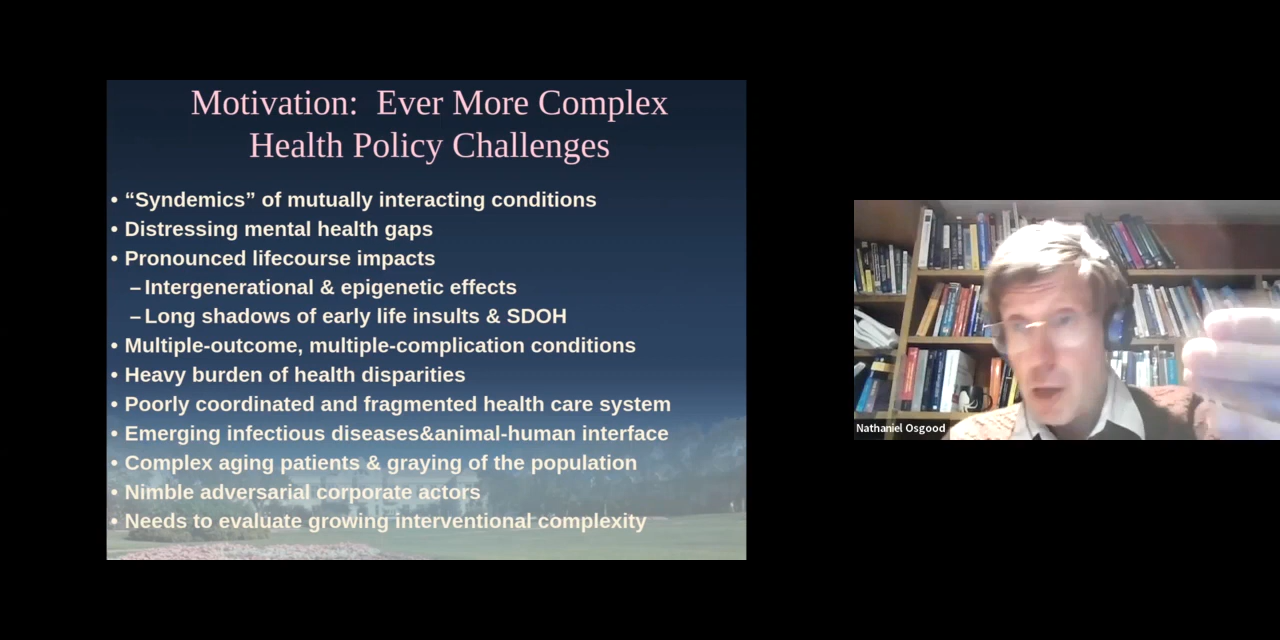 Motivation:  Ever More Complex
Health Policy Challenges
• “Syndemics” of mutually interacting conditions
• Distressing mental health gaps
• Pronounced lifecourse impacts
– Intergenerational & epigenetic effects
– Long shadows of early life insults & SDOH
• Multiple-outcome, multiple-complication conditions
• Heavy burden of health disparities
• Poorly coordinated and fragmented health care system
• Emerging infectious diseases&animal-human interface
• Complex aging patients & graying of the population
• Nimble adversarial corporate actors
• Needs to evaluate growing interventional complexity
Nathaniel Osgood